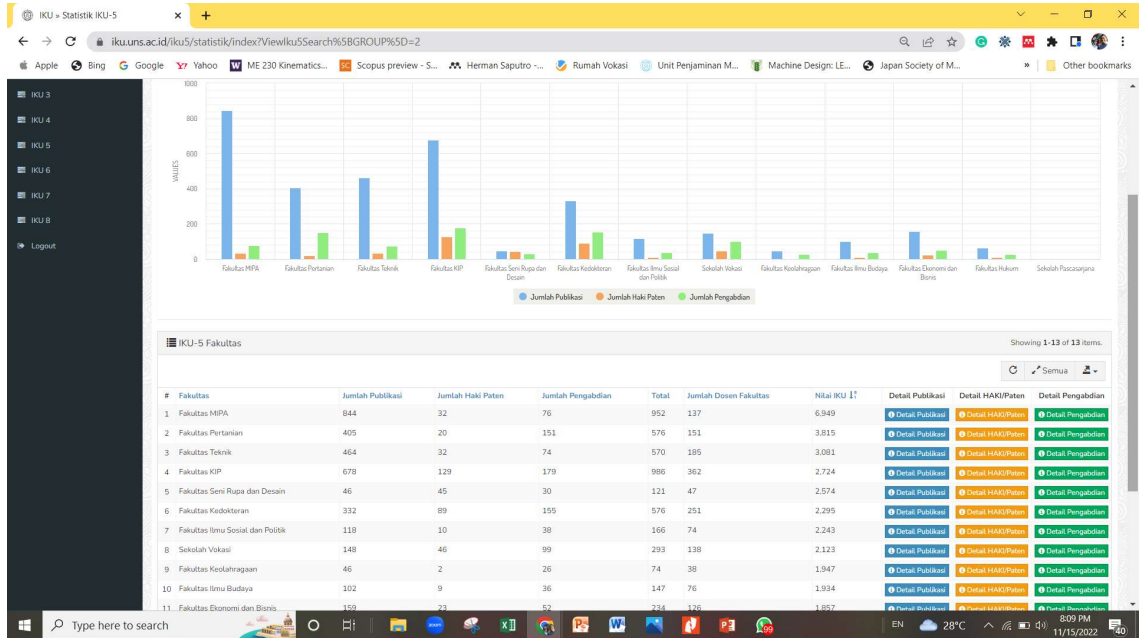 IKU » Statistik IKU-5
iku.uns.ac.id/iku5/statistik/index?ViewIku5Search%5BGROUP%5D=2
Apple Bing Google Yahoo ME 230 Kinematics... Scopus preview - S... Herman Saputro -... Rumah Vokasi Unit Penjaminan M... Machine Design: LE... Japan Society of M... » Other bookmarks
IKU 3
IKU 4
IKU 5
IKU 6
IKU 7
IKU 8
Logout
VALUES
1000
800
600
400
200
0
Fakultas MIPA Fakultas Pertanian Fakultas Teknik Fakultas KIP Fakultas Seni Rupa dan Desain Fakultas Kedokteran Fakultas Ilmu Sosial dan Politik Sekolah Vokasi Fakultas Keolahragaan Fakultas Ilmu Budaya Fakultas Ekonomi dan Bisnis Fakultas Hukum Sekolah Pascasarjana
Jumlah Publikasi Jumlah Haki Paten Jumlah Pengabdian
IKU-5 Fakultas Showing 1-13 of 13 items.
Semua
# Fakultas Jumlah Publikasi Jumlah Haki Paten Jumlah Pengabdian Total Jumlah Dosen Fakultas Nilai IKU Detail Publikasi Detail HAKI/Paten Detail Pengabdian
1 Fakultas MIPA 844 32 76 952 137 6,949 Detail Publikasi Detail HAKI/Paten Detail Pengabdian
2 Fakultas Pertanian 405 20 151 576 151 3,815 Detail Publikasi Detail HAKI/Paten Detail Pengabdian
3 Fakultas Teknik 464 32 74 570 185 3,081 Detail Publikasi Detail HAKI/Paten Detail Pengabdian
4 Fakultas KIP 678 129 179 986 362 2,724 Detail Publikasi Detail HAKI/Paten Detail Pengabdian
5 Fakultas Seni Rupa dan Desain 46 45 30 121 47 2,574 Detail Publikasi Detail HAKI/Paten Detail Pengabdian
6 Fakultas Kedokteran 332 89 155 576 251 2,295 Detail Publikasi Detail HAKI/Paten Detail Pengabdian
7 Fakultas Ilmu Sosial dan Politik 118 10 38 166 74 2,243 Detail Publikasi Detail HAKI/Paten Detail Pengabdian
8 Sekolah Vokasi 148 46 99 293 138 2,123 Detail Publikasi Detail HAKI/Paten Detail Pengabdian
9 Fakultas Keolahragaan 46 2 26 74 38 1,947 Detail Publikasi Detail HAKI/Paten Detail Pengabdian
10 Fakultas Ilmu Budaya 102 9 36 147 76 1,934 Detail Publikasi Detail HAKI/Paten Detail Pengabdian
11 Fakultas Ekonomi dan Bisnis 159 23 52 234 126 1,857 Detail Publikasi Detail HAKI/Paten Detail Pengabdian
Type here to search EN 28°C 8:09 PM
11/15/2022 40